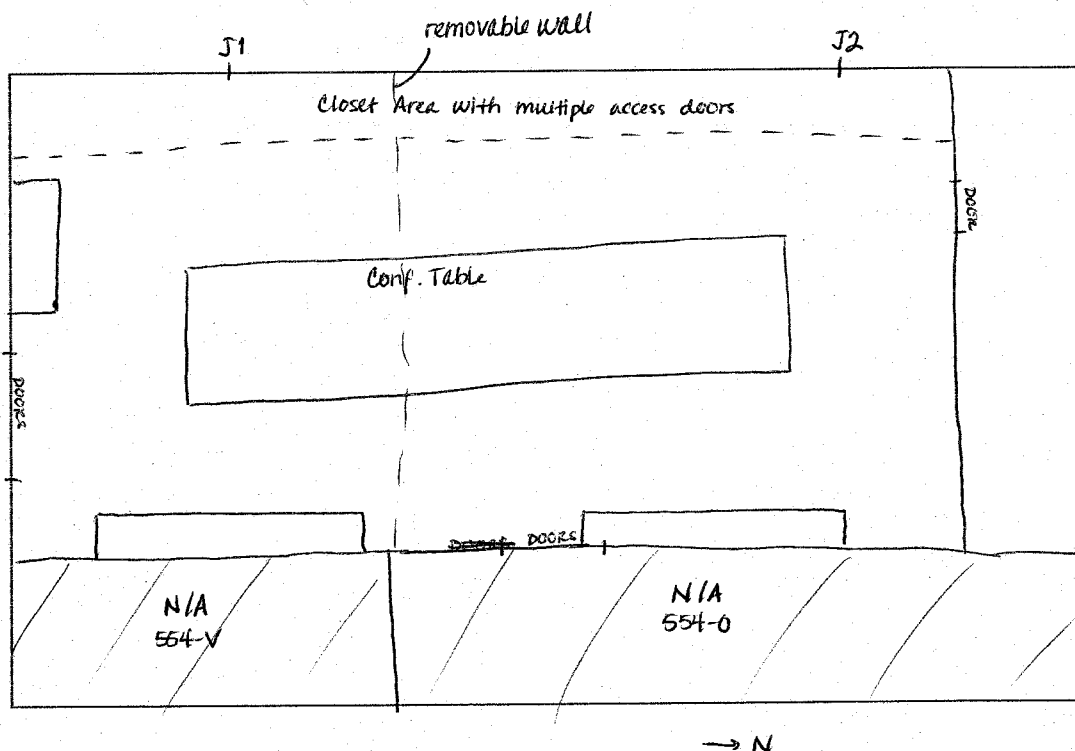 removable wall
J1
J2
Closet Area with multiple access doors
DOOR
Conf. Table
DOORS
DOORS
N/A
554-V
N/A
554-O
→ N